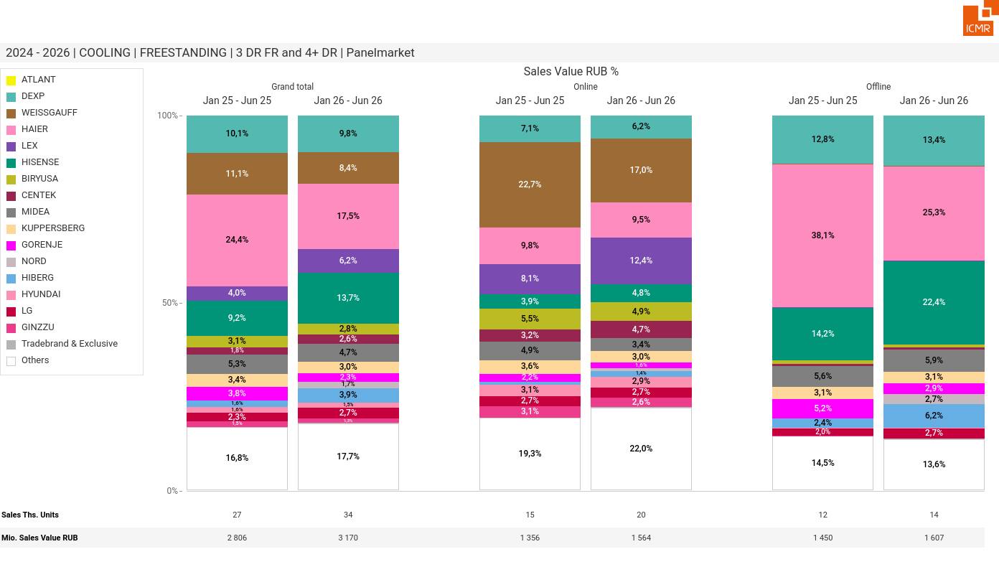 ICMR
2024 - 2026 | COOLING | FREESTANDING | 3 DR FR and 4+ DR | Panelmarket
ATLANT
DEXP
WEISSGAUFF
HAIER
LEX
HISENSE
BIRYUSA
CENTEK
MIDEA
KUPPERSBERG
GORENJE
NORD
HIBERG
HYUNDAI
LG
GINZZU
Tradebrand & Exclusive
Others
Sales Value RUB %
Grand total
Online
Offline
Jan 25 - Jun 25
Jan 26 - Jun 26
Jan 25 - Jun 25
Jan 26 - Jun 26
Jan 25 - Jun 25
Jan 26 - Jun 26
100%
50%
0%
10,1%
11,1%
24,4%
4,0%
9,2%
3,1%
1,8%
5,3%
3,4%
3,8%
1,6%
1,6%
2,3%
1,5%
16,8%
9,8%
8,4%
17,5%
6,2%
13,7%
2,8%
2,6%
4,7%
3,0%
2,3%
1,7%
3,9%
1,5%
2,7%
1,3%
17,7%
7,1%
22,7%
9,8%
8,1%
3,9%
5,5%
3,2%
4,9%
3,6%
2,2%
3,1%
2,7%
3,1%
19,3%
6,2%
17,0%
9,5%
12,4%
4,8%
4,9%
4,7%
3,4%
3,0%
1,6%
1,4%
2,9%
2,7%
2,6%
22,0%
12,8%
38,1%
14,2%
5,6%
3,1%
5,2%
2,4%
2,0%
14,5%
13,4%
25,3%
22,4%
5,9%
3,1%
2,9%
2,7%
6,2%
2,7%
13,6%
Sales Ths. Units 27 34 15 20 12 14
Mio. Sales Value RUB 2 806 3 170 1 356 1 564 1 450 1 607